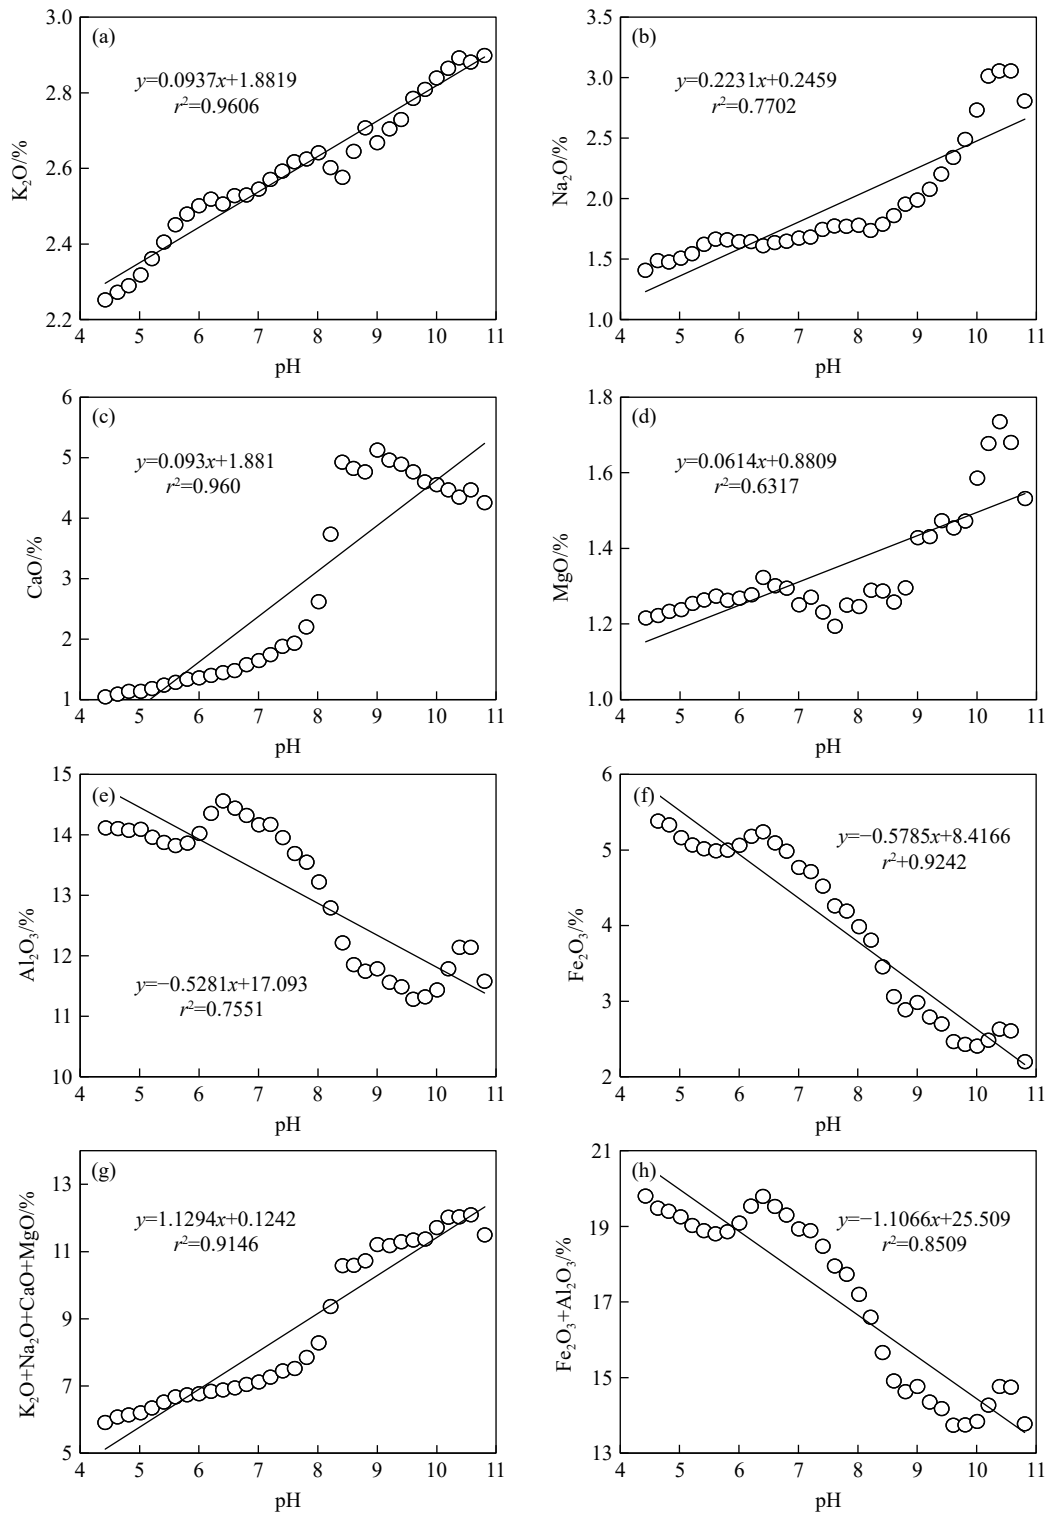 (a)
y=0.0937x+1.8819
r²=0.9606
K₂O/%
3.0
2.8
2.6
2.4
2.2
4 5 6 7 8 9 10 11
pH
(b)
y=0.2231x+0.2459
r²=0.7702
Na₂O/%
3.5
3.0
2.5
2.0
1.5
1.0
4 5 6 7 8 9 10 11
pH
(c)
y=0.093x+1.881
r²=0.960
CaO/%
6
5
4
3
2
1
4 5 6 7 8 9 10 11
pH
(d)
y=0.0614x+0.8809
r²=0.6317
MgO/%
1.8
1.6
1.4
1.2
1.0
4 5 6 7 8 9 10 11
pH
(e)
y=−0.5281x+17.093
r²=0.7551
Al₂O₃/%
15
14
13
12
11
10
4 5 6 7 8 9 10 11
pH
(f)
y=−0.5785x+8.4166
r²+0.9242
Fe₂O₃/%
6
5
4
3
2
4 5 6 7 8 9 10 11
pH
(g)
y=1.1294x+0.1242
r²=0.9146
K₂O+Na₂O+CaO+MgO/%
13
11
9
7
5
4 5 6 7 8 9 10 11
pH
(h)
y=−1.1066x+25.509
r²=0.8509
Fe₂O₃+Al₂O₃/%
21
19
17
15
13
4 5 6 7 8 9 10 11
pH